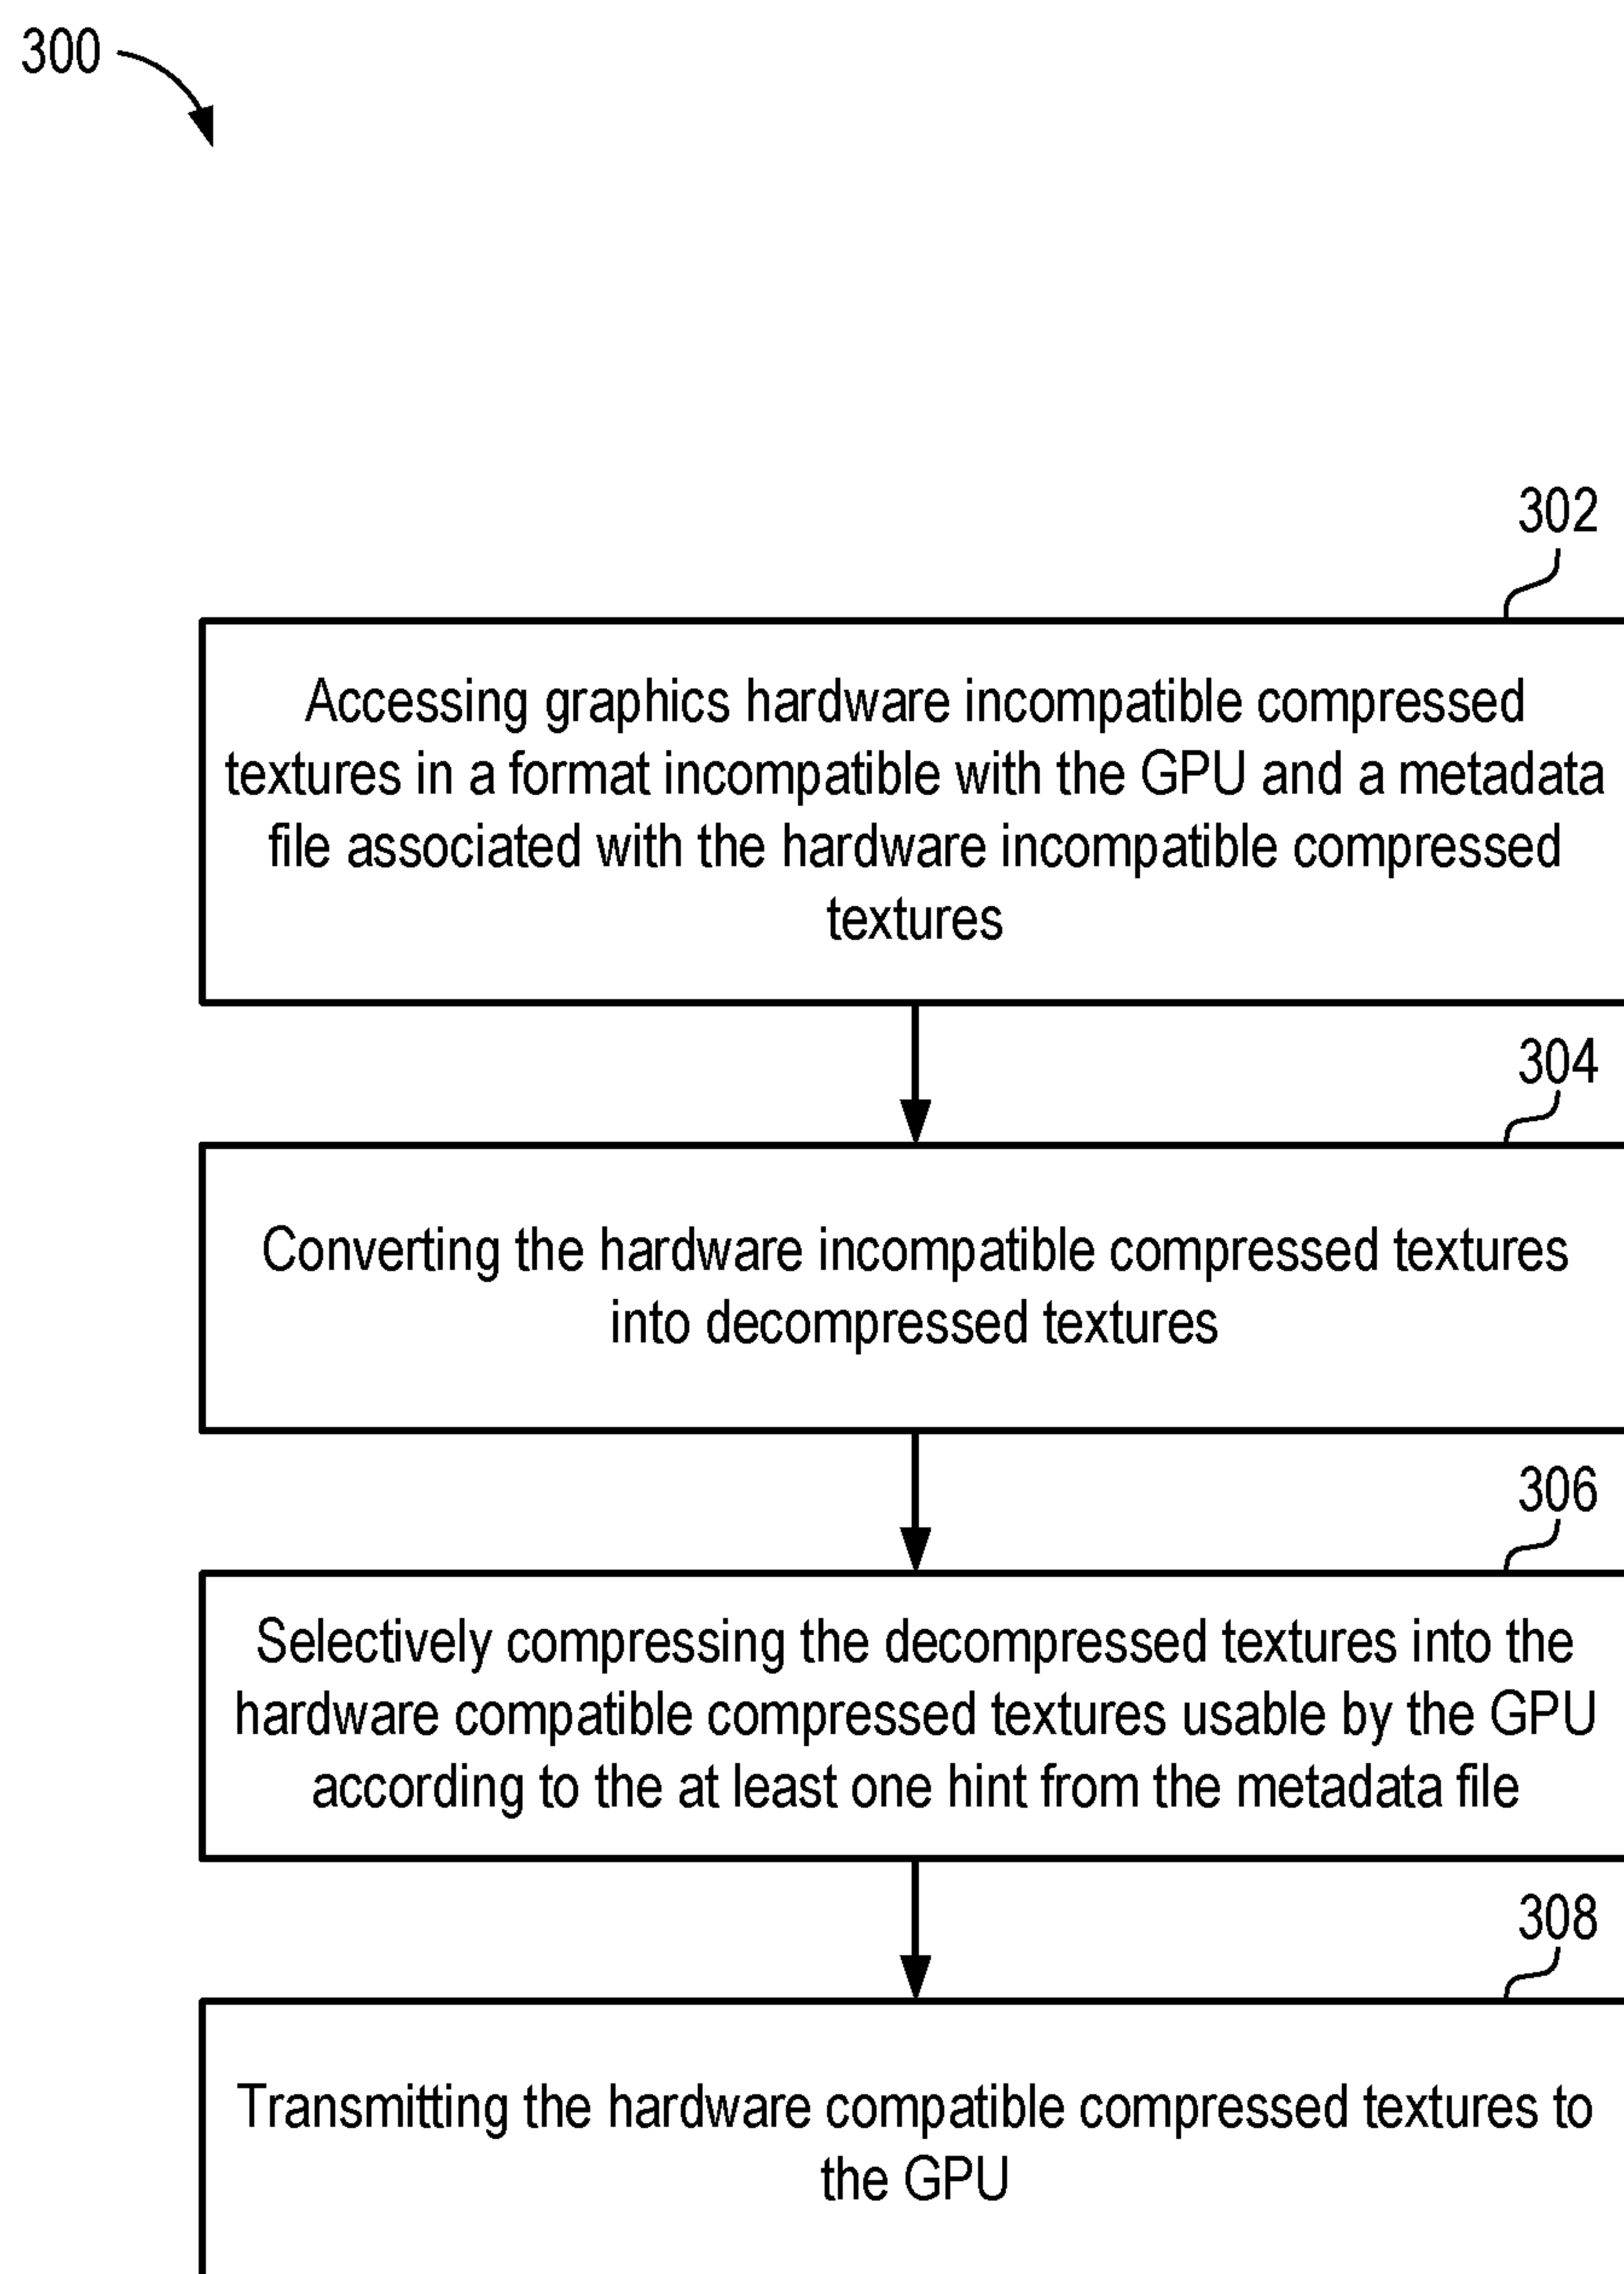 300
302
Accessing graphics hardware incompatible compressed
textures in a format incompatible with the GPU and a metadata
file associated with the hardware incompatible compressed
textures
304
Converting the hardware incompatible compressed textures
into decompressed textures
306
Selectively compressing the decompressed textures into the
hardware compatible compressed textures usable by the GPU
according to the at least one hint from the metadata file
308
Transmitting the hardware compatible compressed textures to
the GPU